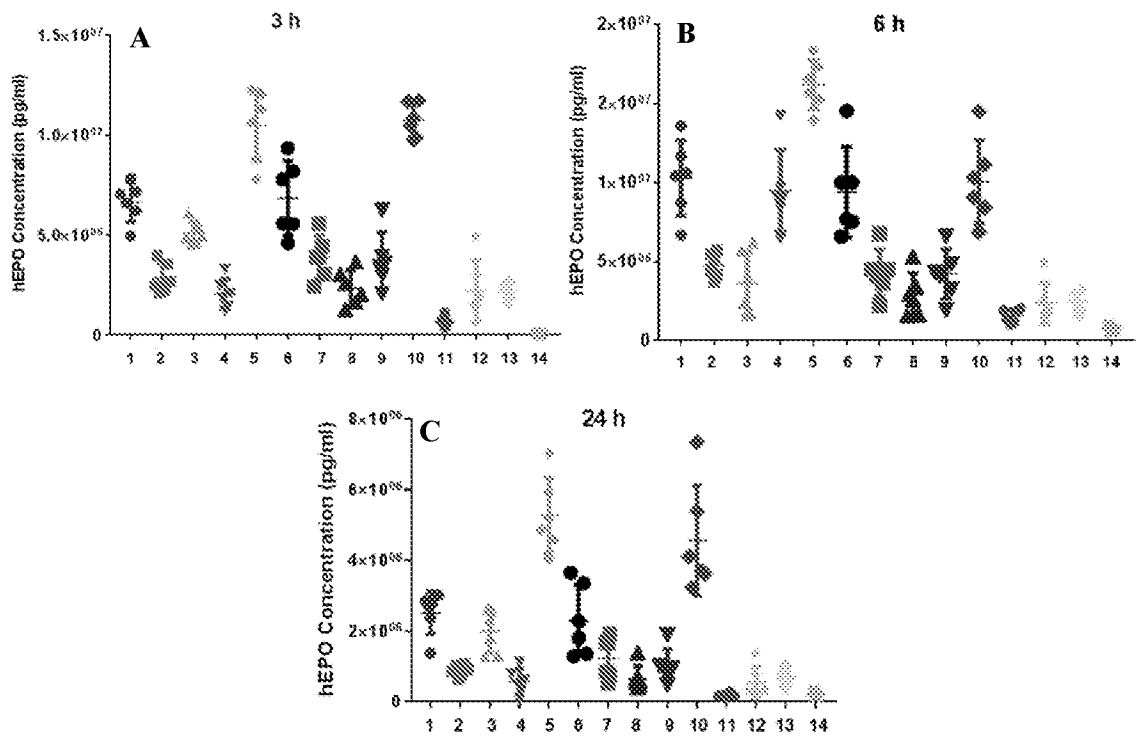 A
3 h
hEPO Concentration (pg/ml)
1.5×10⁰⁷
1.0×10⁰⁷
5.0×10⁰⁶
0
1 2 3 4 5 6 7 8 9 10 11 12 13 14
B
6 h
hEPO Concentration (pg/ml)
2×10⁰⁷
2×10⁰⁷
1×10⁰⁷
5×10⁰⁶
0
1 2 3 4 5 6 7 8 9 10 11 12 13 14
C
24 h
hEPO Concentration (pg/ml)
8×10⁰⁶
6×10⁰⁶
4×10⁰⁶
2×10⁰⁶
0
1 2 3 4 5 6 7 8 9 10 11 12 13 14